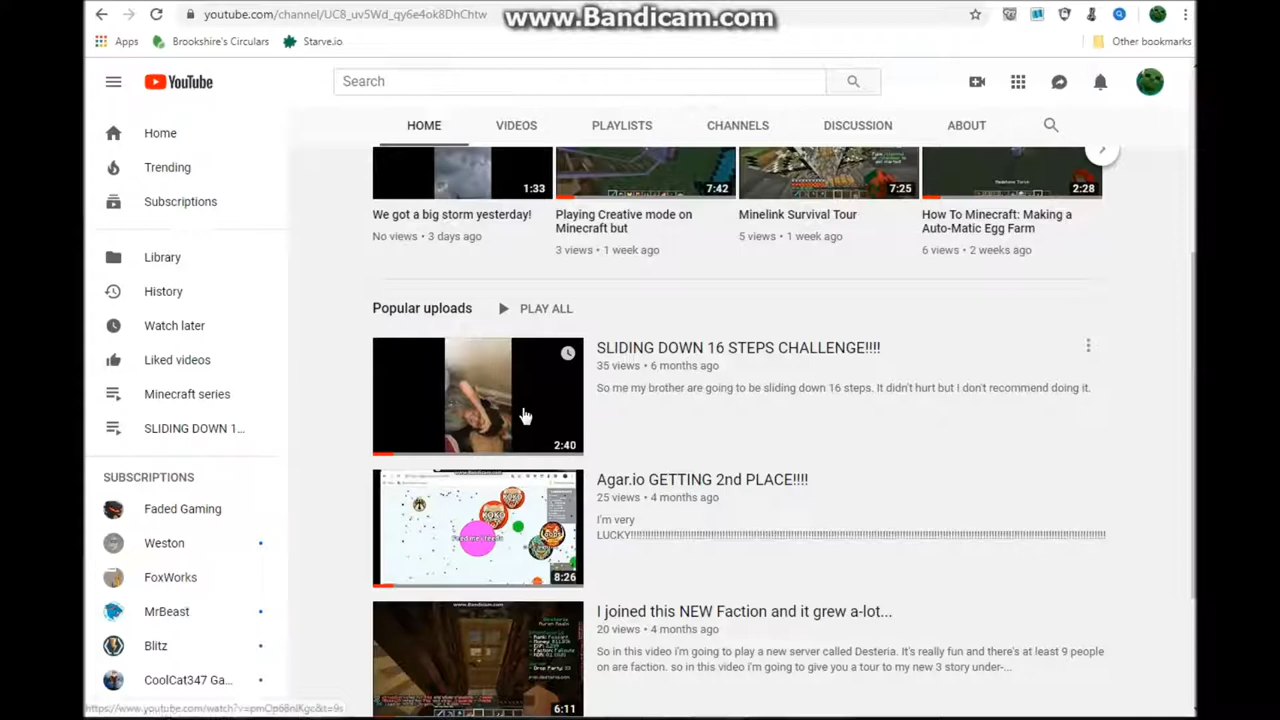 youtube.com/channel/UC8_uv5Wd_qy6e4ok8DhChtw
www.Bandicam.com
Apps
Brookshire's Circulars
Starve.io
Other bookmarks
YouTube
Search
HOME
VIDEOS
PLAYLISTS
CHANNELS
DISCUSSION
ABOUT
Home
Trending
Subscriptions
Library
History
Watch later
Liked videos
Minecraft series
SLIDING DOWN 1...
SUBSCRIPTIONS
Faded Gaming
Weston
FoxWorks
MrBeast
Blitz
CoolCat347 Ga...
1:33
7:42
7:25
2:28
We got a big storm yesterday!
No views • 3 days ago
Playing Creative mode on
Minecraft but
3 views • 1 week ago
Minelink Survival Tour
5 views • 1 week ago
How To Minecraft: Making a
Auto-Matic Egg Farm
6 views • 2 weeks ago
Popular uploads
PLAY ALL
2:40
SLIDING DOWN 16 STEPS CHALLENGE!!!!
35 views • 6 months ago
So me my brother are going to be sliding down 16 steps. It didn't hurt but I don't recommend doing it.
8:26
Agar.io GETTING 2nd PLACE!!!!
25 views • 4 months ago
I'm very
LUCKY!!!!!!!!!!!!!!!!!!!!!!!!!!!!!!!!!!!!!!!!!!!!!!!!!!!!!!!!!!!!!!!!!!!!!!!!!!!!!!!!!!!!!!!!!!!!!!!!!!!!!!!!!!!!!!!!!!!!!!
www.Bandicam.com
6:11
I joined this NEW Faction and it grew a-lot...
20 views • 4 months ago
So in this video i'm going to play a new server called Desteria. It's really fun and there's at least 9 people
on are faction. so in this video i'm going to give you a tour to my new 3 story under-...